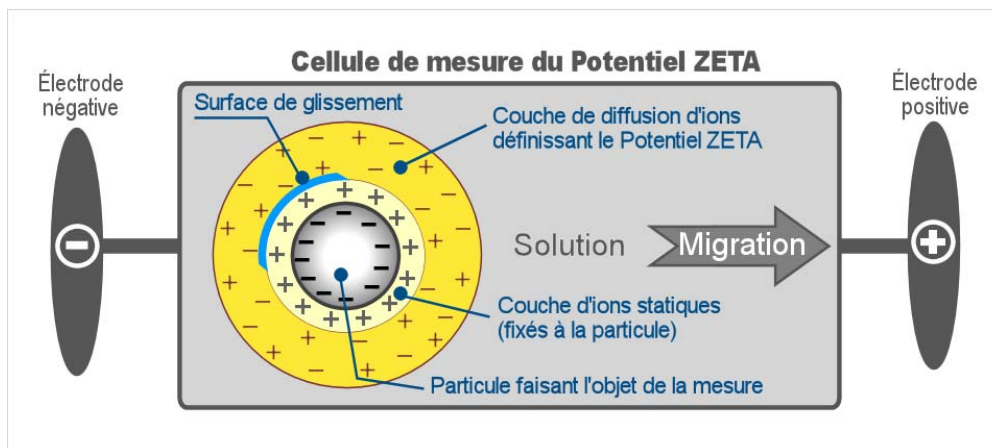 Cellule de mesure du Potentiel ZETA
Électrode
négative
Électrode
positive
Surface de glissement
Couche de diffusion d'ions
définissant le Potentiel ZETA
Solution
Migration
Couche d'ions statiques
(fixés à la particule)
Particule faisant l'objet de la mesure